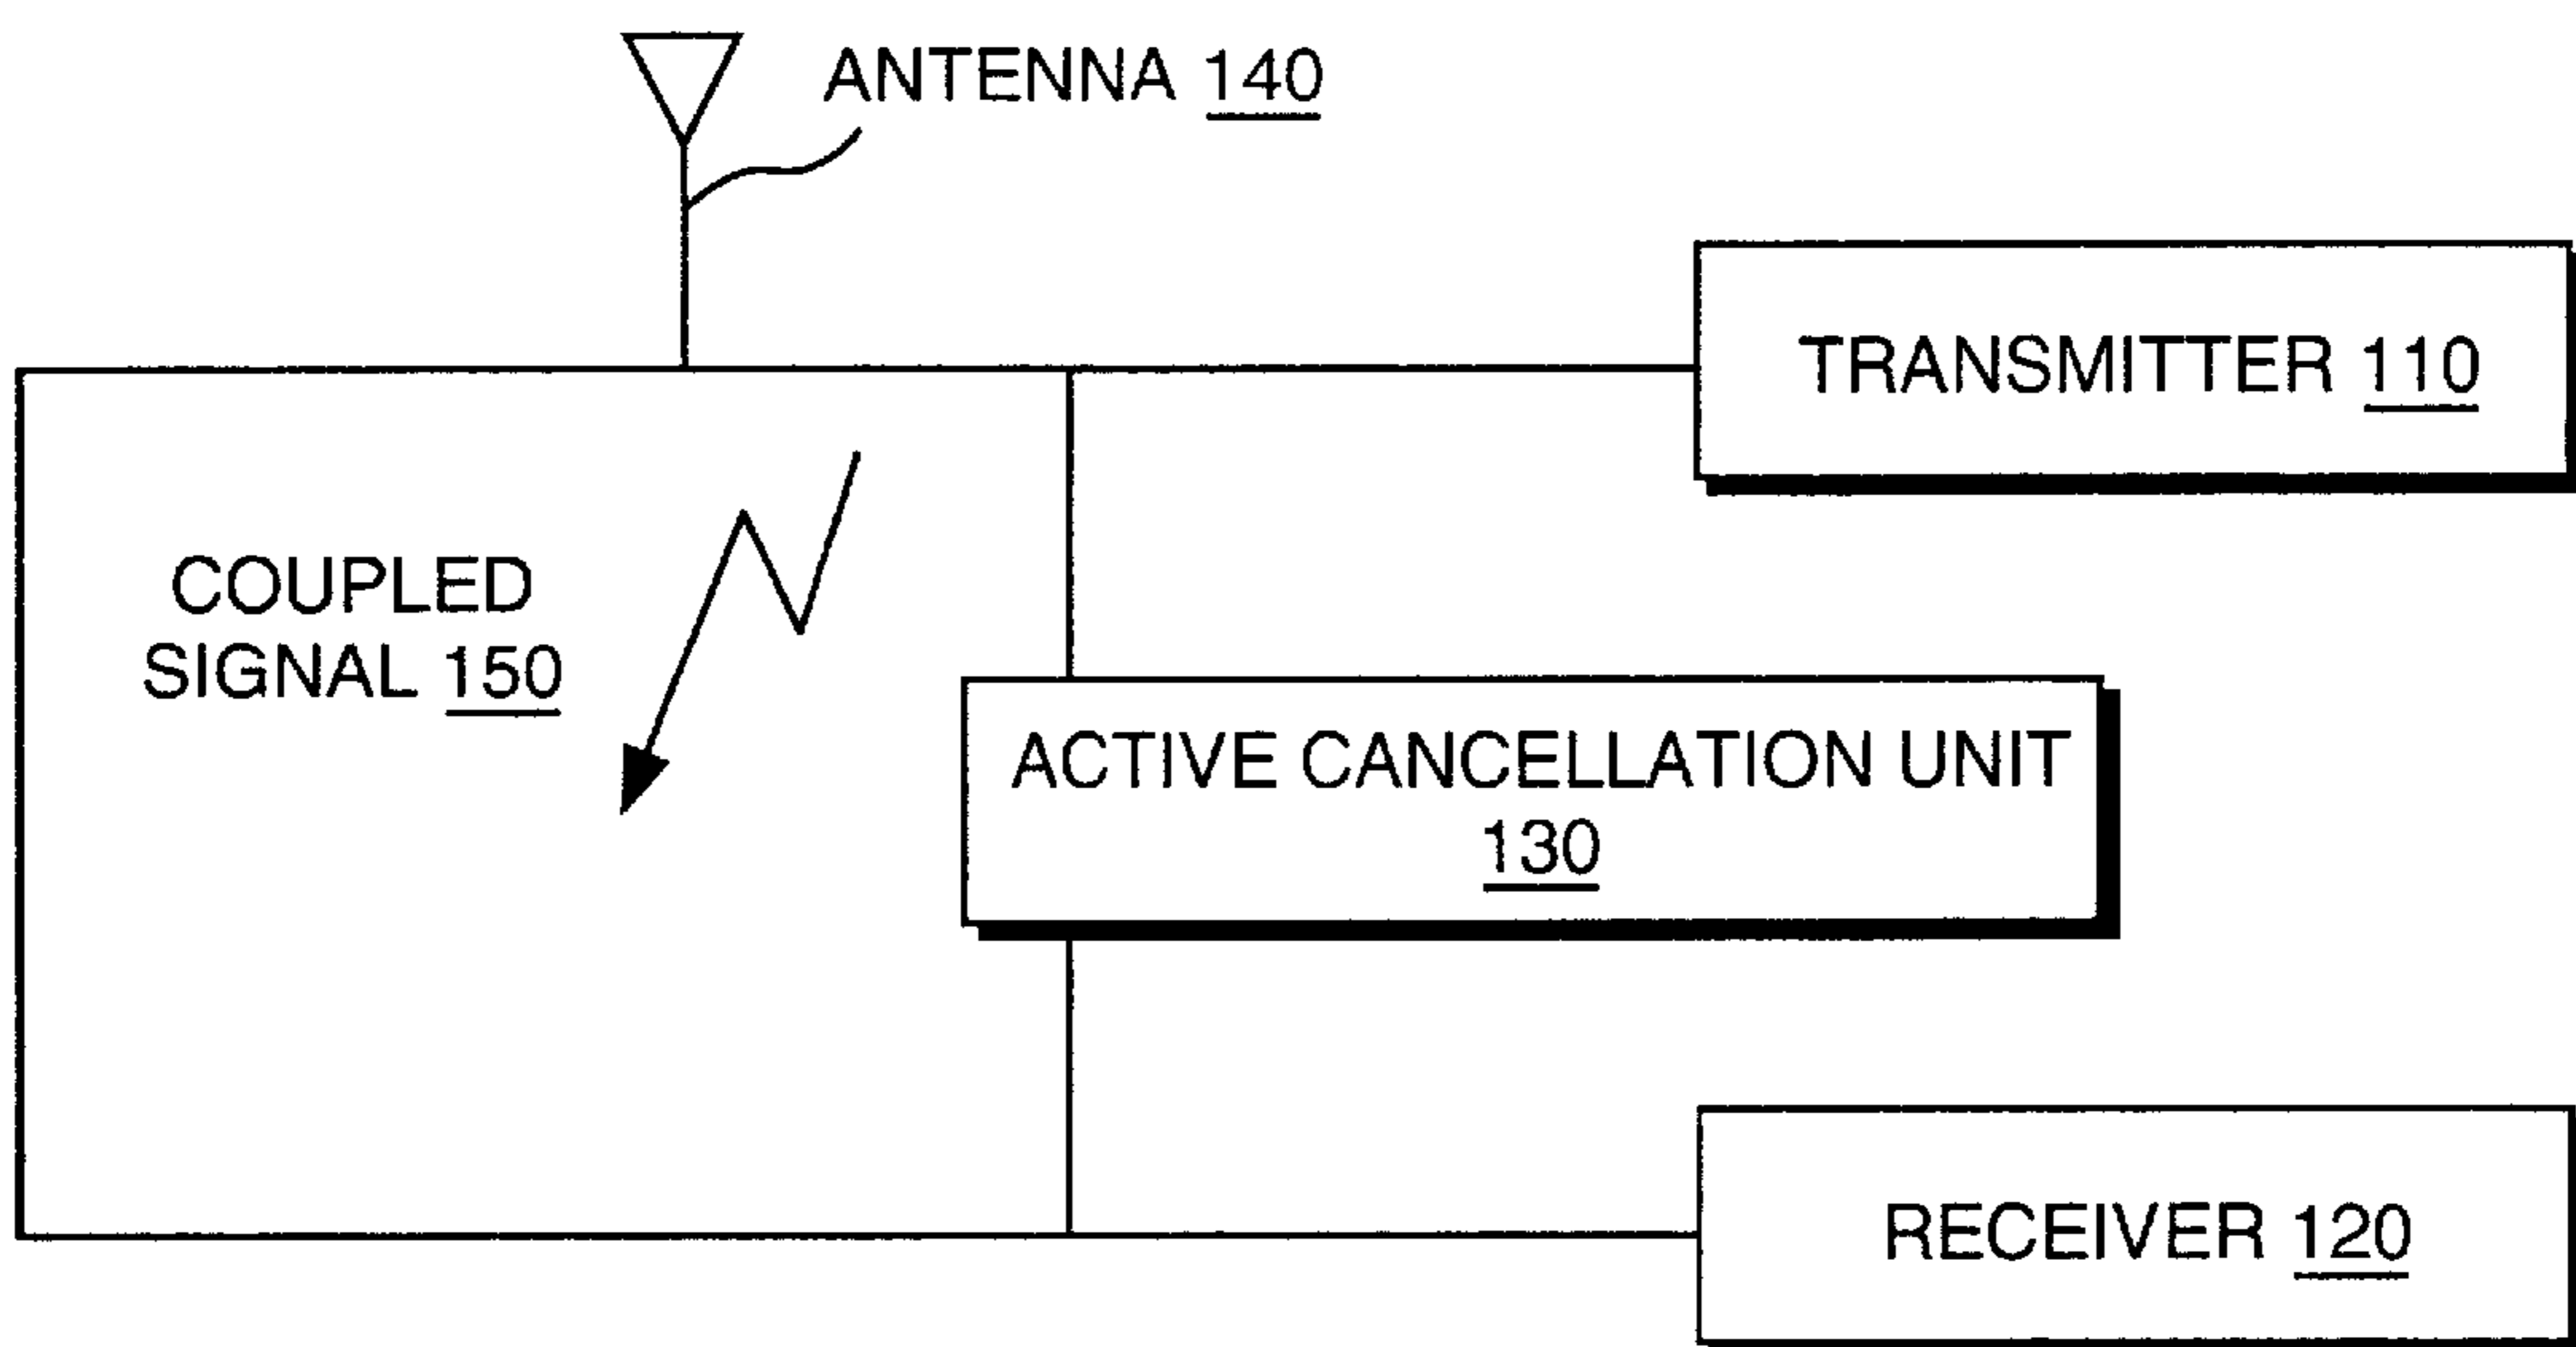 ANTENNA 140
TRANSMITTER 110
COUPLED
SIGNAL 150
ACTIVE CANCELLATION UNIT
130
RECEIVER 120